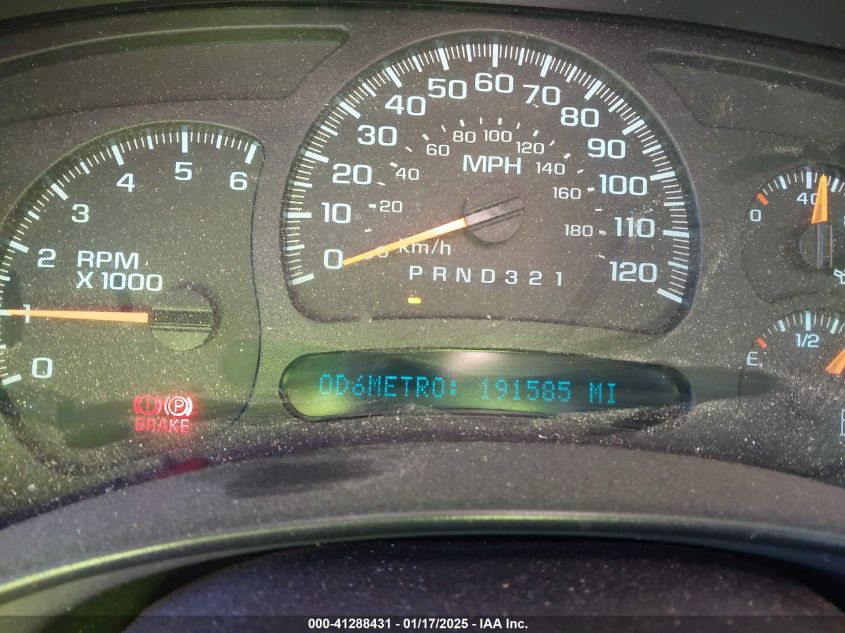 0 1 2 3 4 5 6
RPM
X 1000
BRAKE
0 10 20 30 40 50 60 70 80 90 100 110 120
MPH
20 40 60 80 100 120 140 160 180
km/h
P R N D 3 2 1
OD6METRO: 191585 MI
0 40
E 1/2
000-41288431 - 01/17/2025 - IAA Inc.